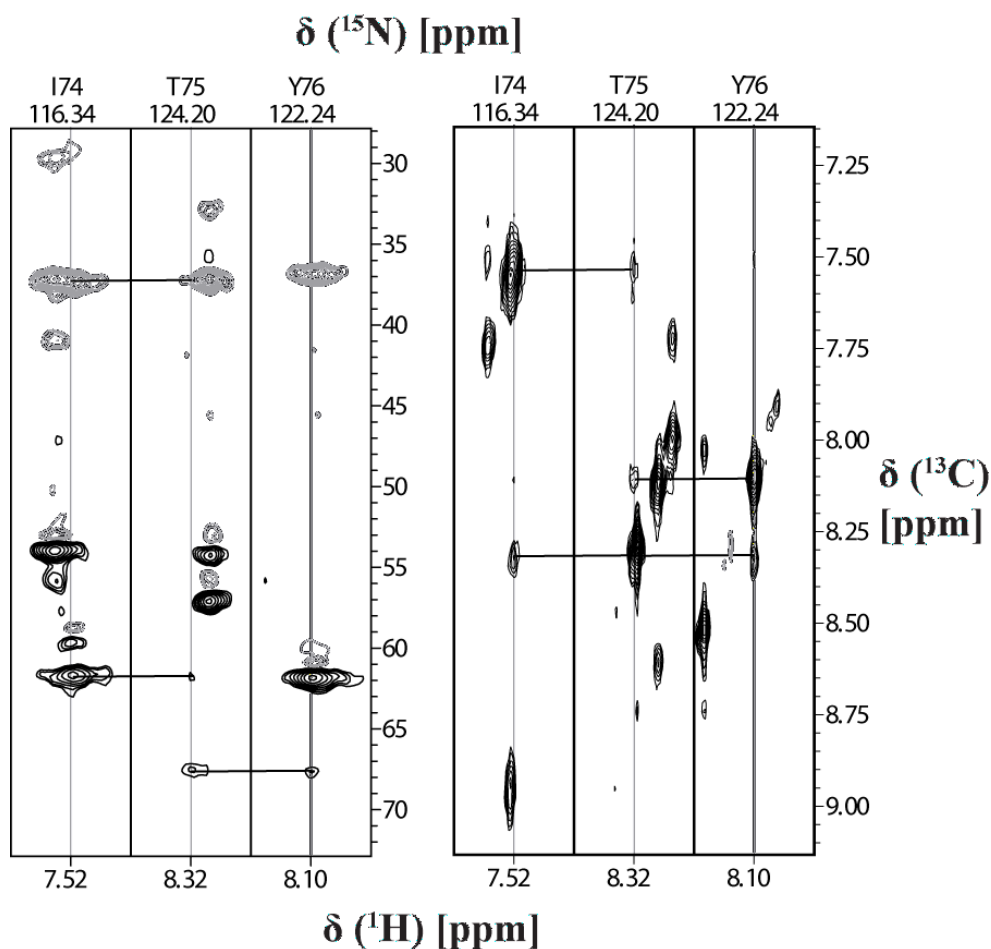 δ (¹⁵N) [ppm]
I74 T75 Y76 I74 T75 Y76
116.34 124.20 122.24 116.34 124.20 122.24
30
35
40
45
50
55
60
65
70
7.25
7.50
7.75
8.00
8.25
8.50
8.75
9.00
δ (¹³C)
[ppm]
7.52 8.32 8.10 7.52 8.32 8.10
δ (¹H) [ppm]